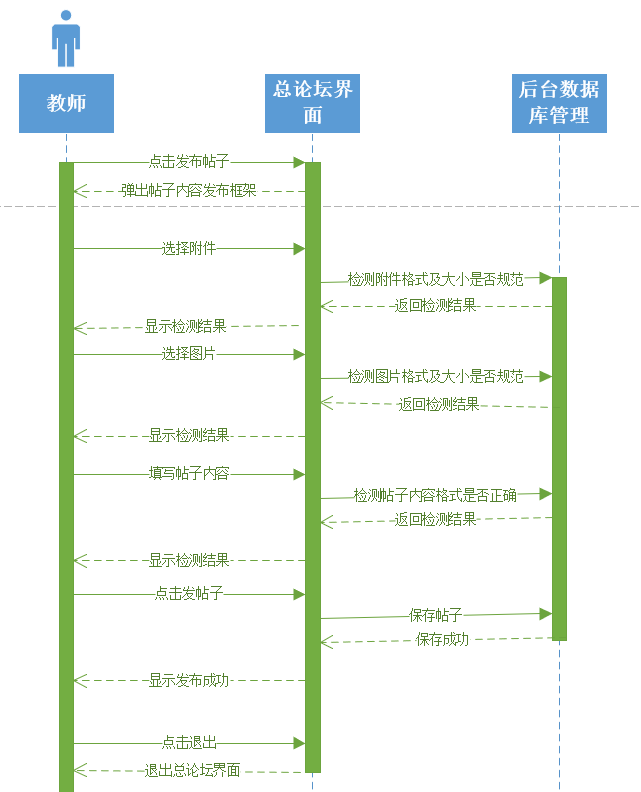 教师
总论坛界
面
后台数据
库管理
点击发布帖子
弹出帖子内容发布框架
选择附件
检测附件格式及大小是否规范
返回检测结果
显示检测结果
选择图片
检测图片格式及大小是否规范
返回检测结果
显示检测结果
填写帖子内容
检测帖子内容格式是否正确
返回检测结果
显示检测结果
点击发帖子
保存帖子
保存成功
显示发布成功
点击退出
退出总论坛界面